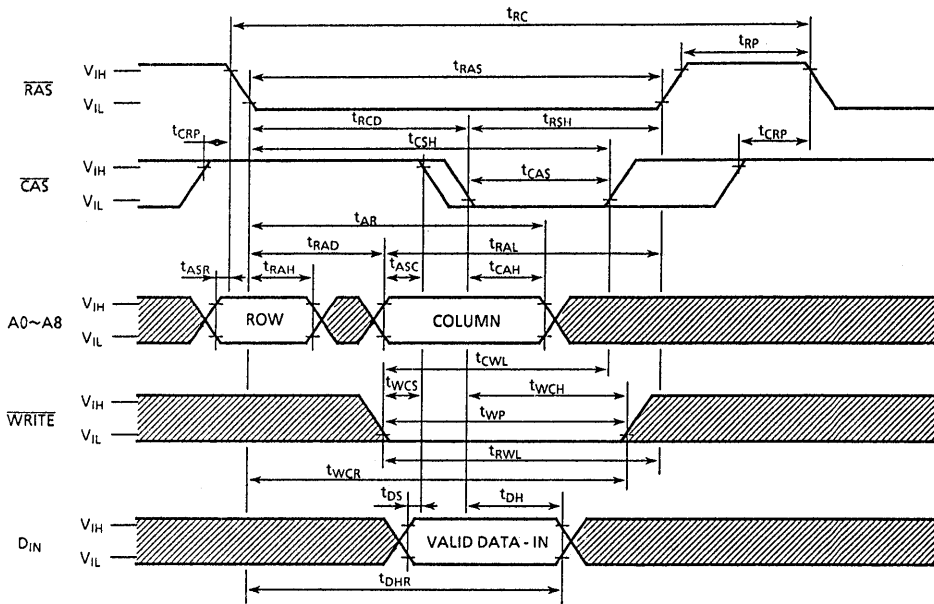 tRC
tRP
VIH
RAS
VIL
tRAS
tRCD
tRSH
tCRP
tCSH
tCRP
VIH
CAS
VIL
tCAS
tAR
tRAD
tRAL
tASR
tRAH
tASC
tCAH
VIH
A0~A8
VIL
ROW
COLUMN
tCWL
tWCS
tWCH
VIH
WRITE
VIL
tWP
tRWL
tWCR
tDS
tDH
VIH
DIN
VIL
VALID DATA - IN
tDHR